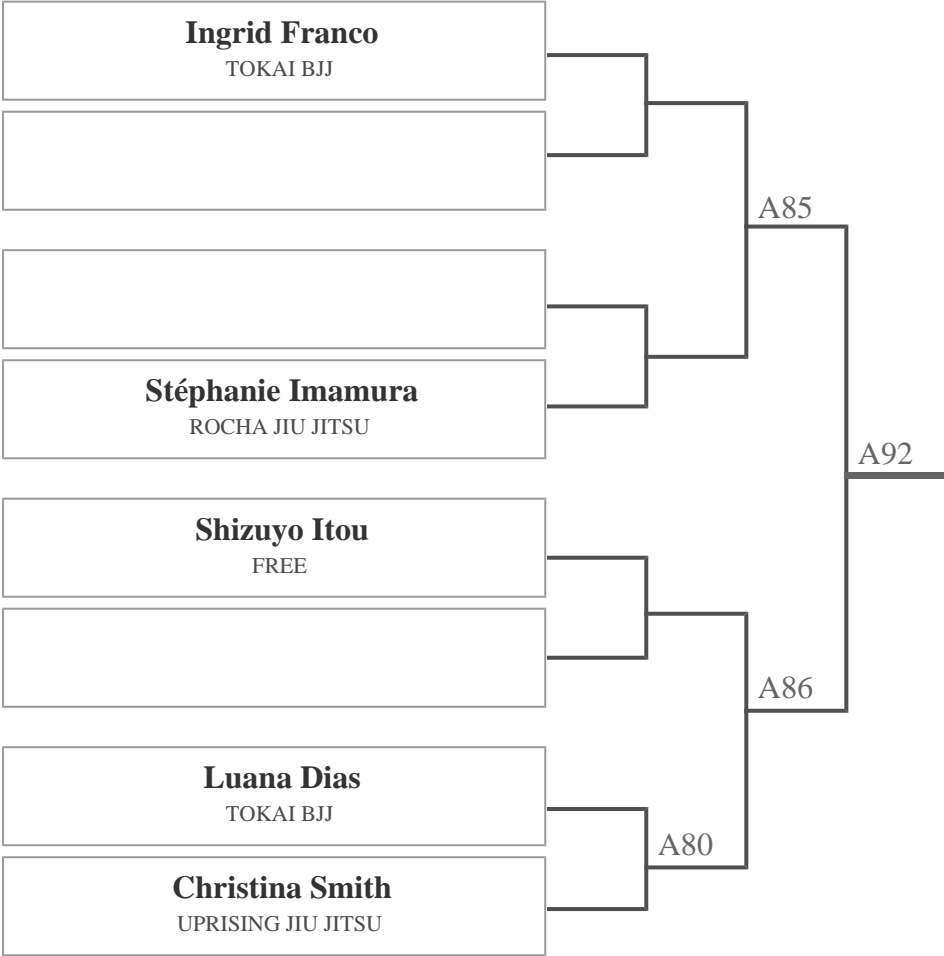 Ingrid Franco
TOKAI BJJ
A85
Stéphanie Imamura
ROCHA JIU JITSU
A92
Shizuyo Itou
FREE
A86
Luana Dias
TOKAI BJJ
A80
Christina Smith
UPRISING JIU JITSU